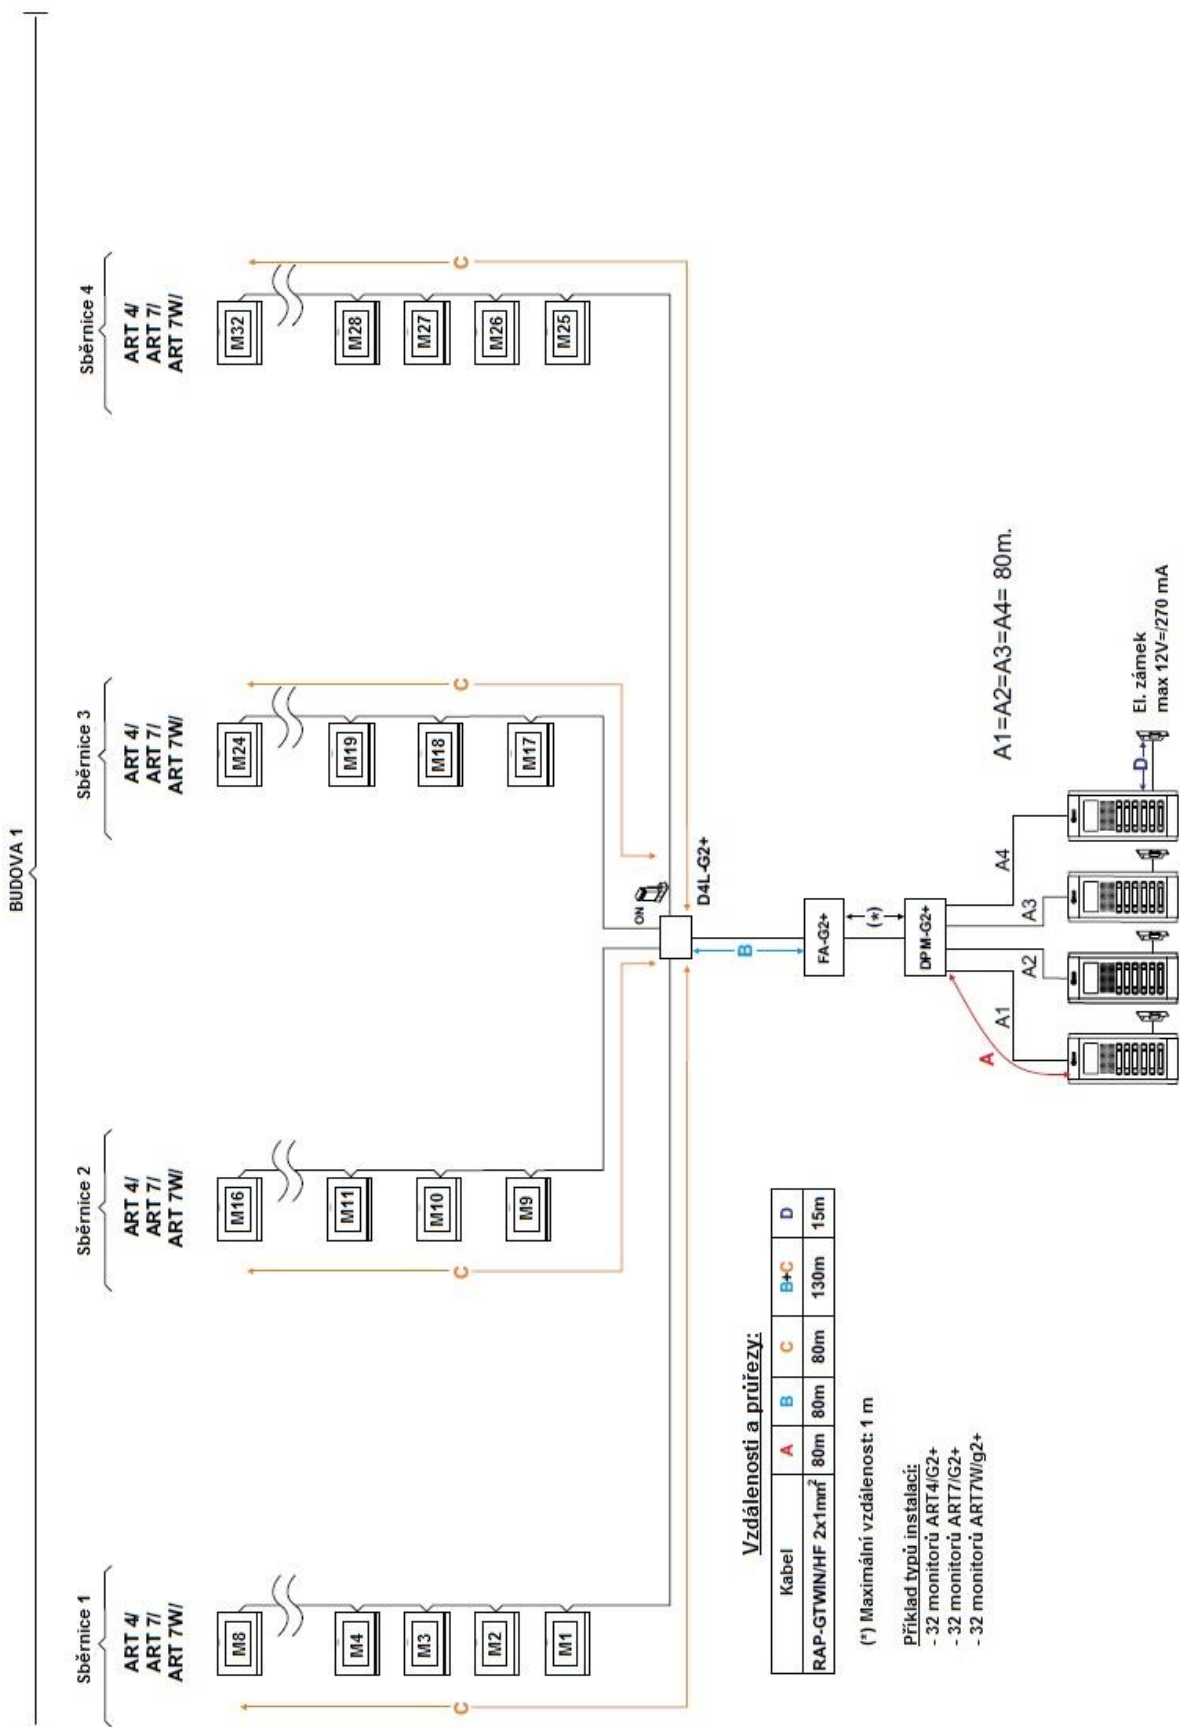 BUDOVA 1
Sběrnice 1
ART 4/
ART 7/
ART 7W/
Sběrnice 2
ART 4/
ART 7/
ART 7W/
Sběrnice 3
ART 4/
ART 7/
ART 7W/
Sběrnice 4
ART 4/
ART 7/
ART 7W/
M8
M16
M24
M32
M4
M11
M19
M28
M3
M10
M18
M27
M2
M9
M17
M26
M1
M25
C
C
C
C
ON
D4L-G2+
B
FA-G2+
(*)
DPM-G2+
A
A1
A2
A3
A4
A1=A2=A3=A4= 80m.
D
El. zámek
max 12V=/270 mA
Vzdálenosti a průřezy:
Kabel A B C B+C D
RAP-GTWIN/HF 2x1mm² 80m 80m 80m 130m 15m
(*) Maximální vzdálenost: 1 m
Příklad typů instalací:
- 32 monitorů ART4/G2+
- 32 monitorů ART7/G2+
- 32 monitorů ART7W/g2+